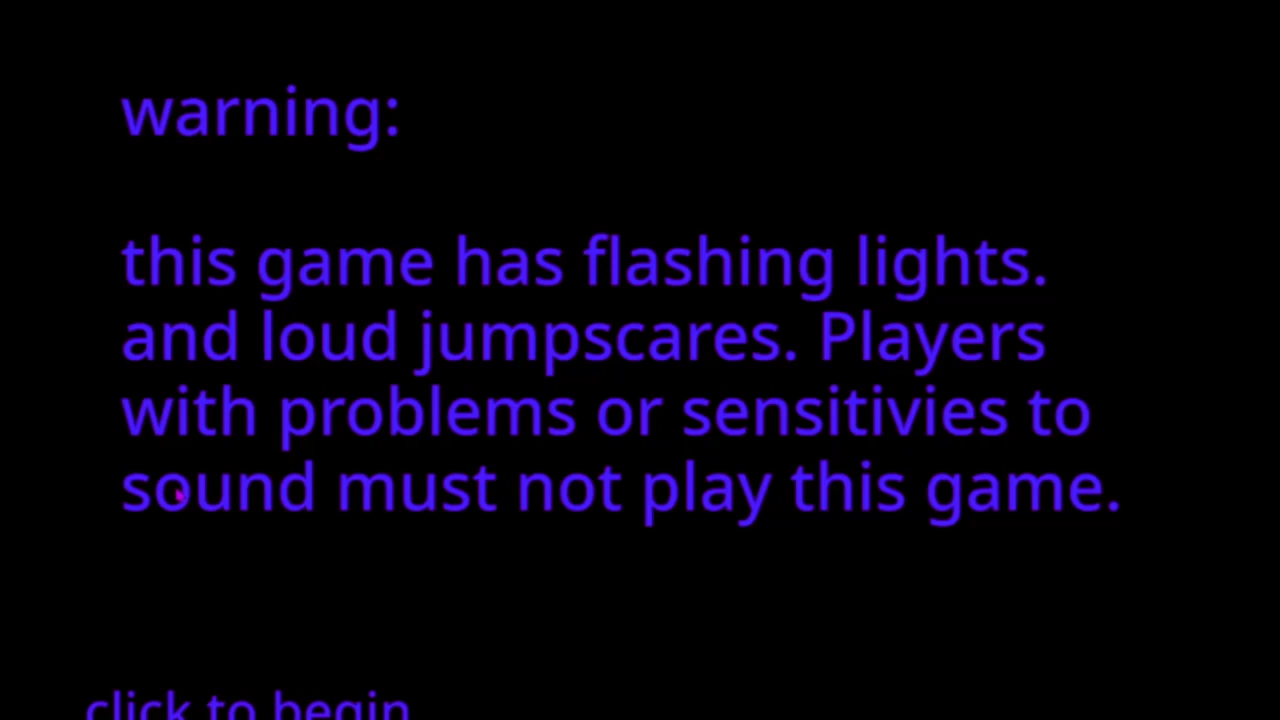 warning:
this game has flashing lights.
and loud jumpscares. Players
with problems or sensitivies to
sound must not play this game.
click to begin